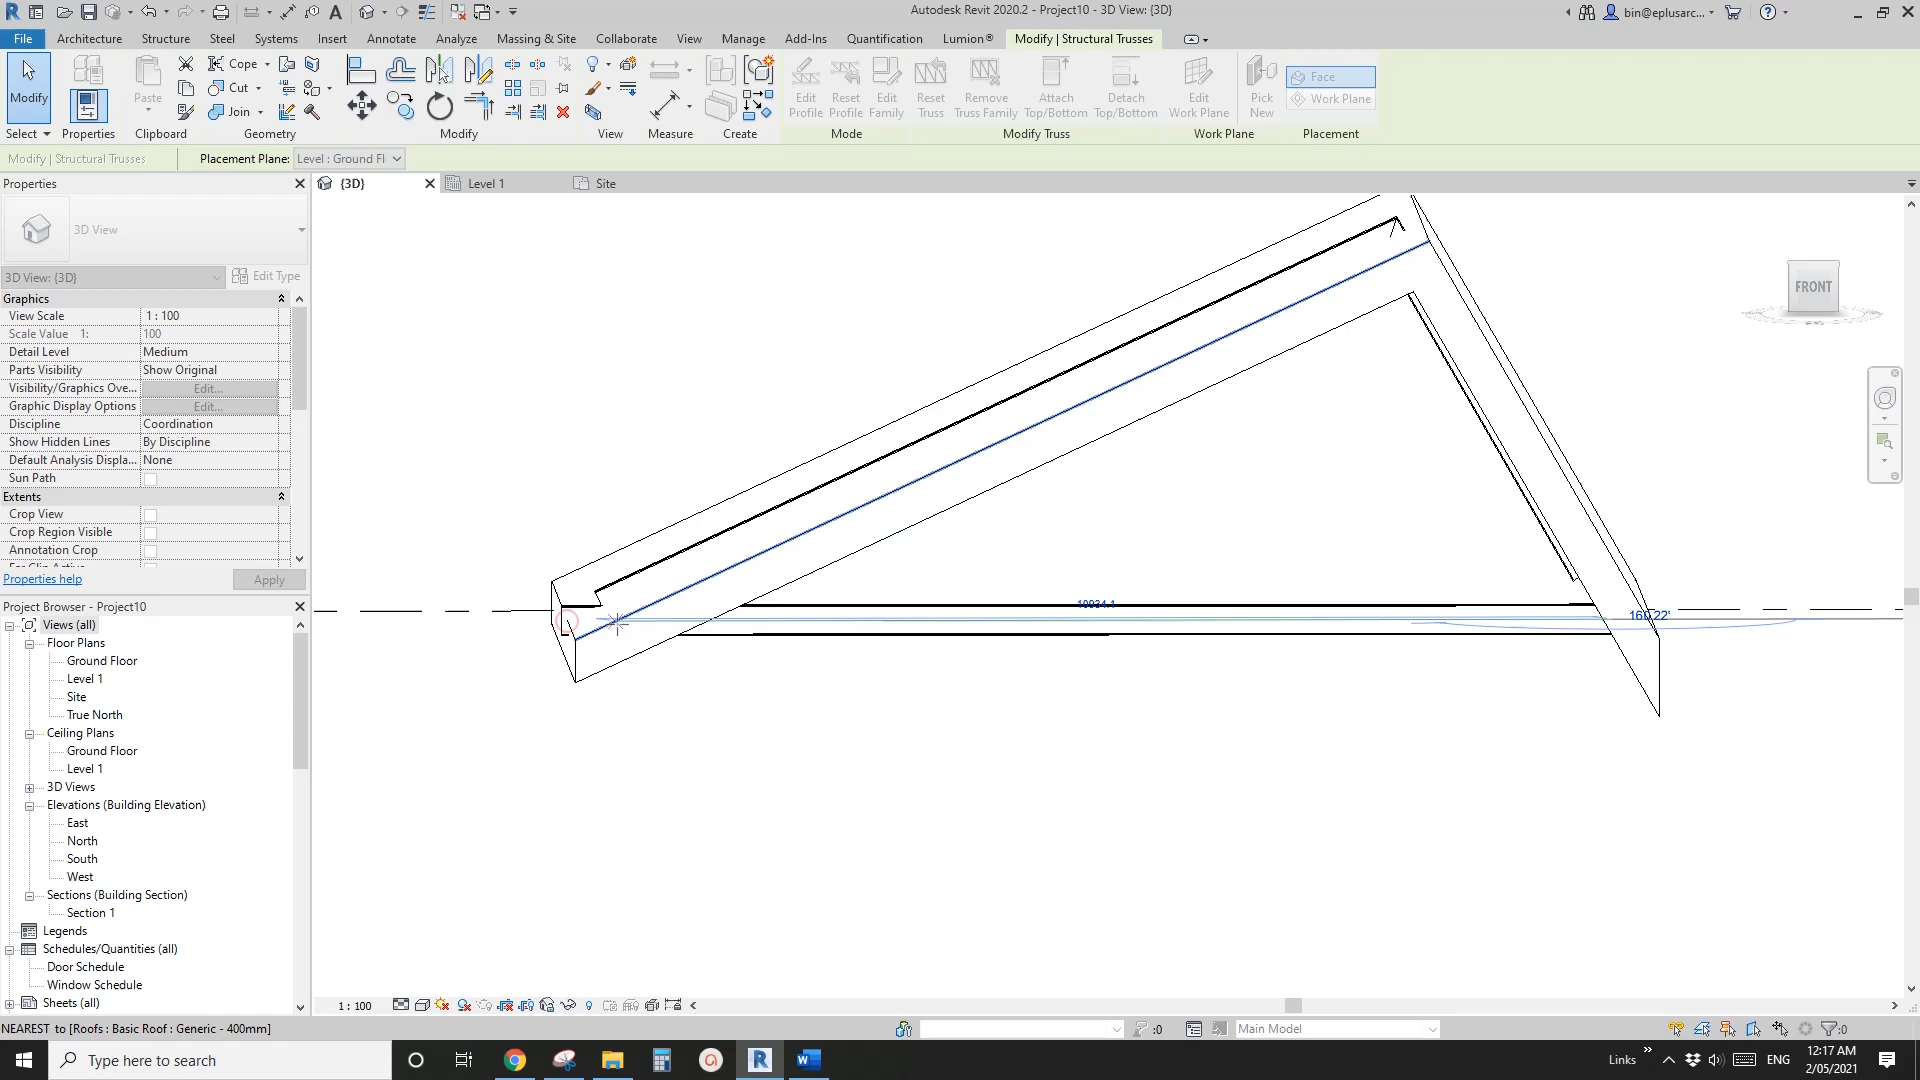 Autodesk Revit 2020.2 - Project10 - 3D View: {3D}
bin@eplusarc...
File Architecture Structure Steel Systems Insert Annotate Analyze Massing & Site Collaborate View Manage Add-Ins Quantification Lumion® Modify | Structural Trusses
Modify
Paste
Cope
Cut
Join
Edit Profile
Reset Profile
Edit Family
Reset Truss
Remove Truss Family
Attach Top/Bottom
Detach Top/Bottom
Edit Work Plane
Pick New
Face
Work Plane
Select Properties Clipboard Geometry Modify View Measure Create Mode Modify Truss Work Plane Placement
Modify | Structural Trusses Placement Plane: Level : Ground Fl
Properties
{3D} Level 1 Site
3D View
3D View: {3D} Edit Type
Graphics
View Scale 1 : 100
Scale Value 1: 100
Detail Level Medium
Parts Visibility Show Original
Visibility/Graphics Ove... Edit...
Graphic Display Options Edit...
Discipline Coordination
Show Hidden Lines By Discipline
Default Analysis Displa... None
Sun Path
Extents
Crop View
Crop Region Visible
Annotation Crop
Properties help Apply
FRONT
160.22°
Project Browser - Project10
Views (all)
Floor Plans
Ground Floor
Level 1
Site
True North
Ceiling Plans
Ground Floor
Level 1
3D Views
Elevations (Building Elevation)
East
North
South
West
Sections (Building Section)
Section 1
Legends
Schedules/Quantities (all)
Door Schedule
Window Schedule
Sheets (all)
1 : 100
NEAREST to [Roofs : Basic Roof : Generic - 400mm]
:0
Main Model
:0
Type here to search
Links
ENG
12:17 AM
2/05/2021